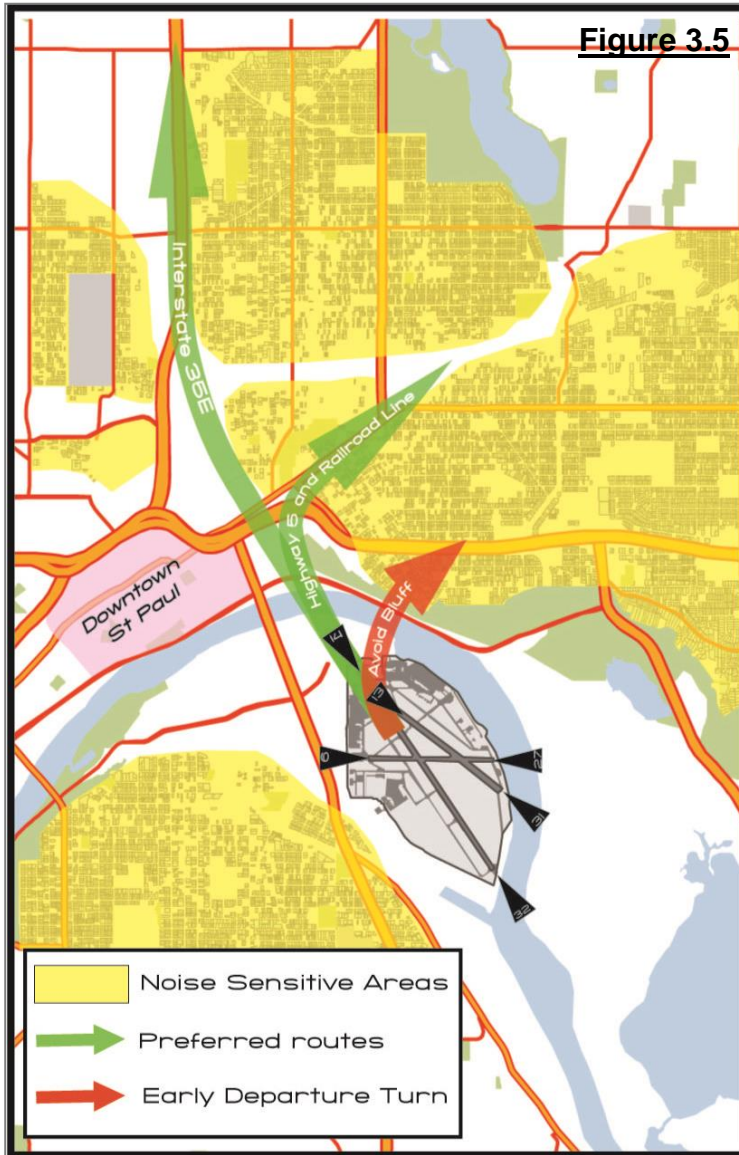 Figure 3.5
Interstate 35E
Highway 5 and Railroad Line
Avoid Bluff
Downtown
St Paul
14
13
9
27
31
32
Noise Sensitive Areas
Preferred routes
Early Departure Turn